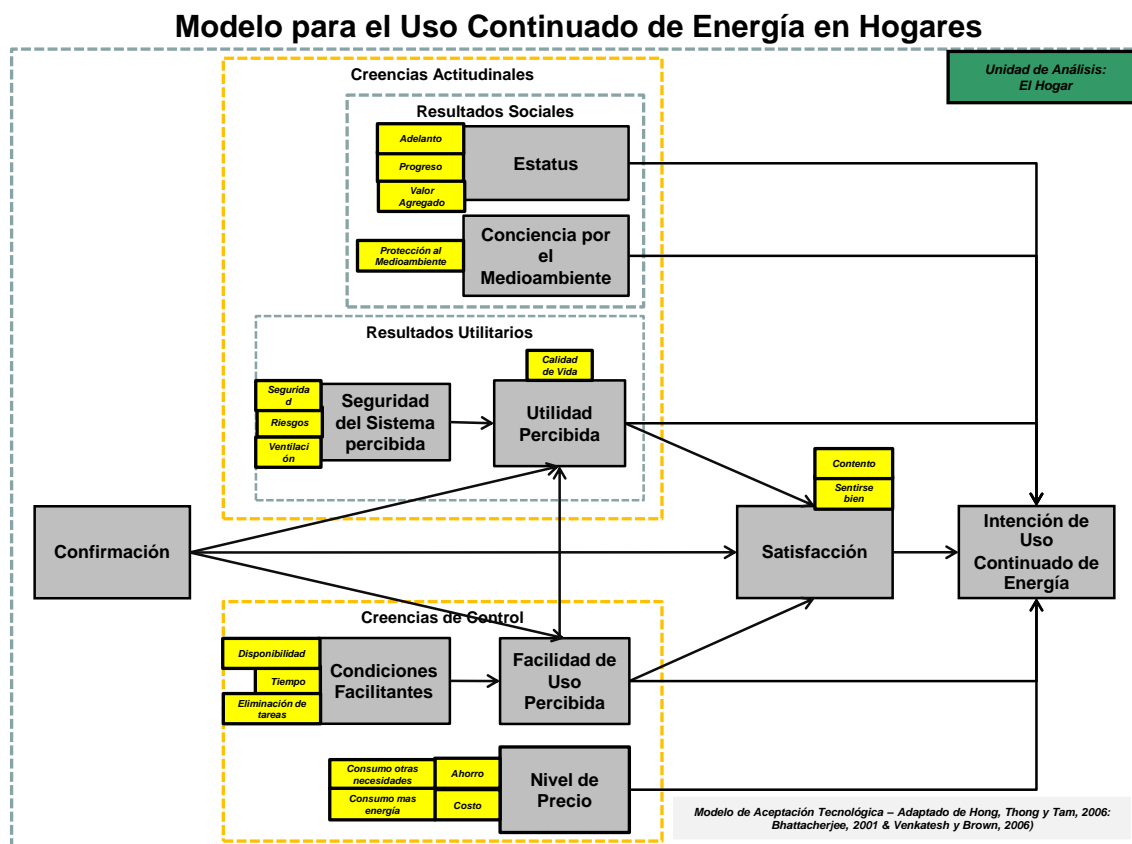 Modelo para el Uso Continuado de Energía en Hogares
Unidad de Análisis:
El Hogar
Creencias Actitudinales
Resultados Sociales
Adelanto
Progreso
Valor
Agregado
Estatus
Protección al
Medioambiente
Conciencia por
el
Medioambiente
Resultados Utilitarios
Calidad
de Vida
Segurida
d
Riesgos
Ventilaci
ón
Seguridad
del Sistema
percibida
Utilidad
Percibida
Contento
Sentirse
bien
Confirmación
Satisfacción
Intención de
Uso
Continuado de
Energía
Creencias de Control
Disponibilidad
Tiempo
Eliminación de
tareas
Condiciones
Facilitantes
Facilidad de
Uso
Percibida
Consumo otras
necesidades
Consumo mas
energía
Ahorro
Costo
Nivel de
Precio
Modelo de Aceptación Tecnológica – Adaptado de Hong, Thong y Tam, 2006:
Bhattacherjee, 2001 & Venkatesh y Brown, 2006)